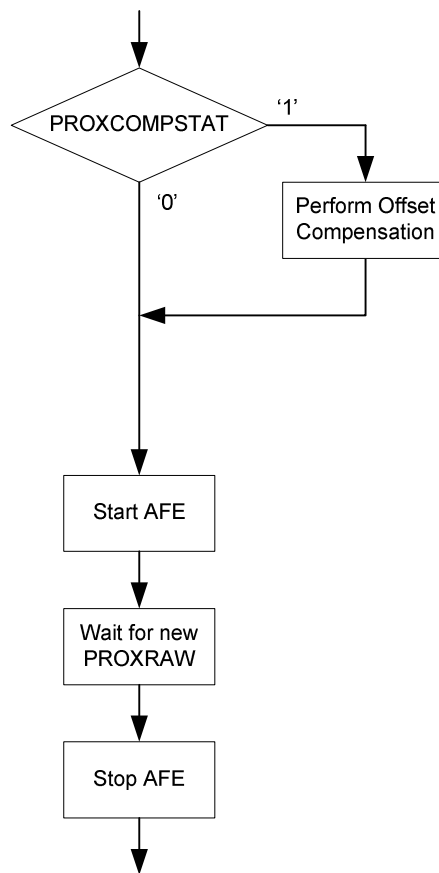 PROXCOMPSTAT
‘1’
‘0’
Perform Offset
Compensation
Start AFE
Wait for new
PROXRAW
Stop AFE